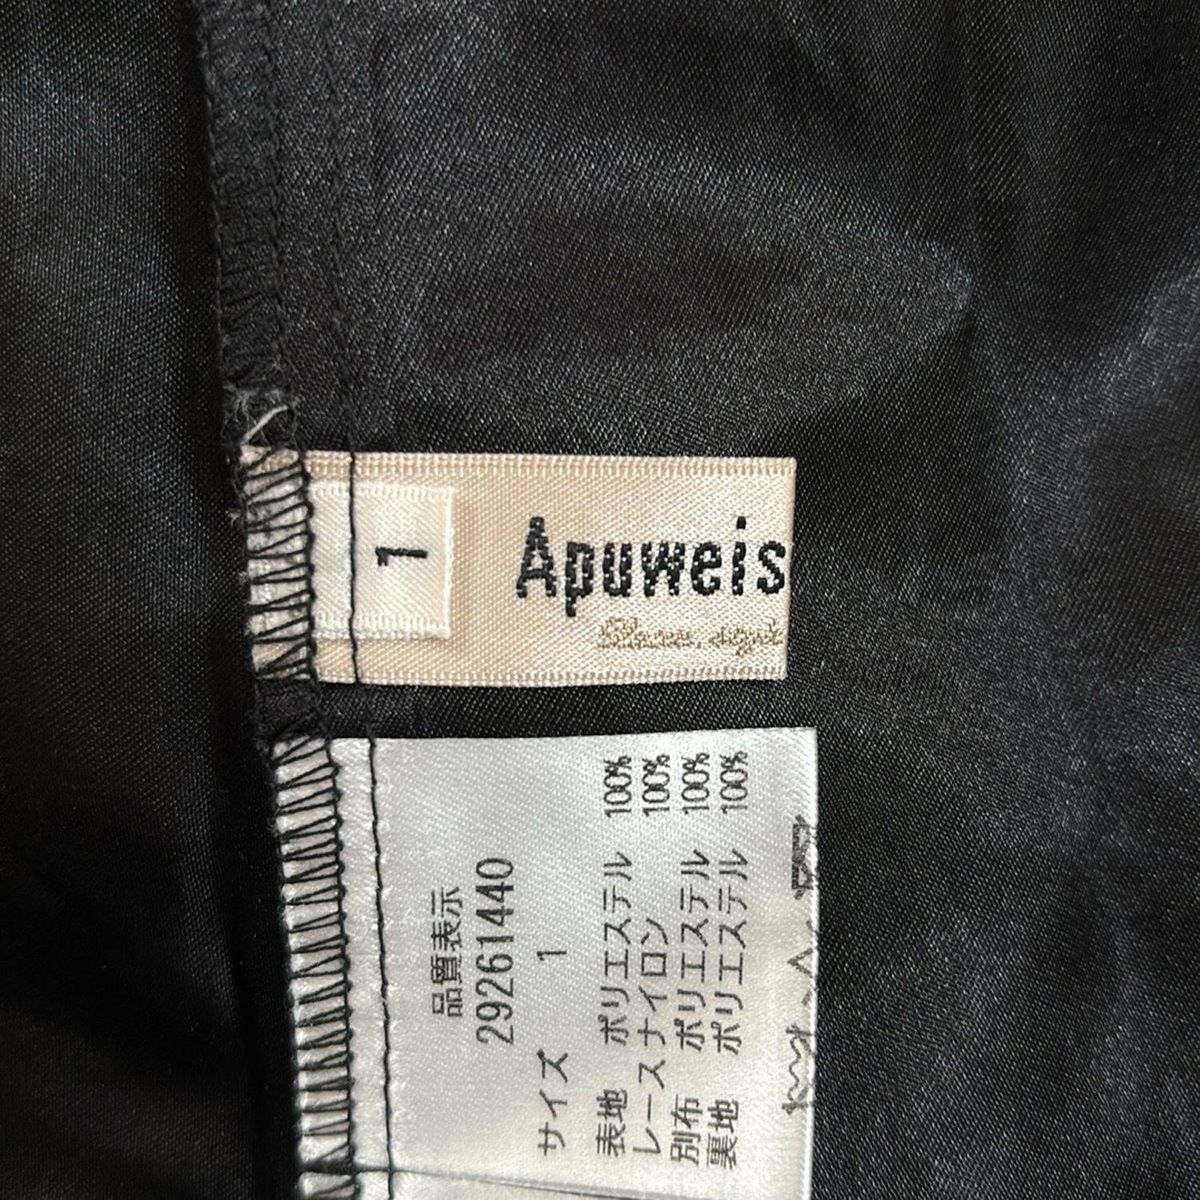 1
Apuweis
品質表示
29261440
サイズ 1
表地 ポリエステル 100%
レース ナイロン 100%
別布 ポリエステル 100%
裏地 ポリエステル 100%